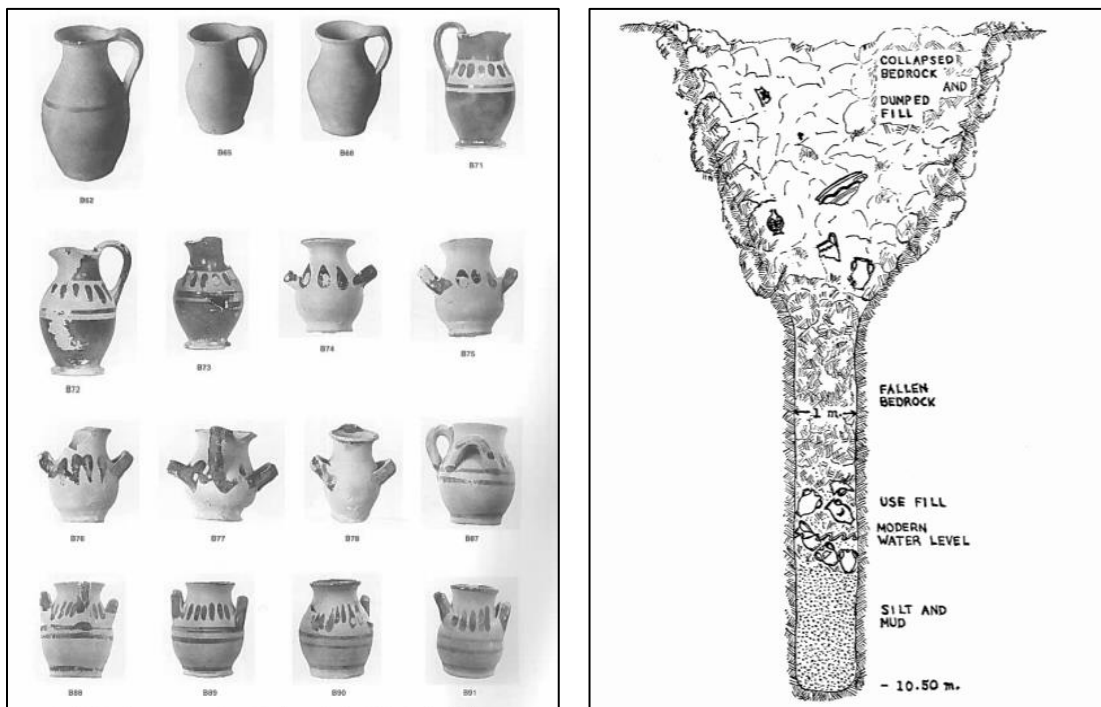 B62
B65
B71
B72
B73
B74
B75
B76
B77
B78
B87
B88
B89
B90
B91
COLLAPSED
BEDROCK
AND
DUMPED
FILL
FALLEN
BEDROCK
1 m.
USE FILL
MODERN
WATER LEVEL
SILT AND
MUD
- 10.50 m.